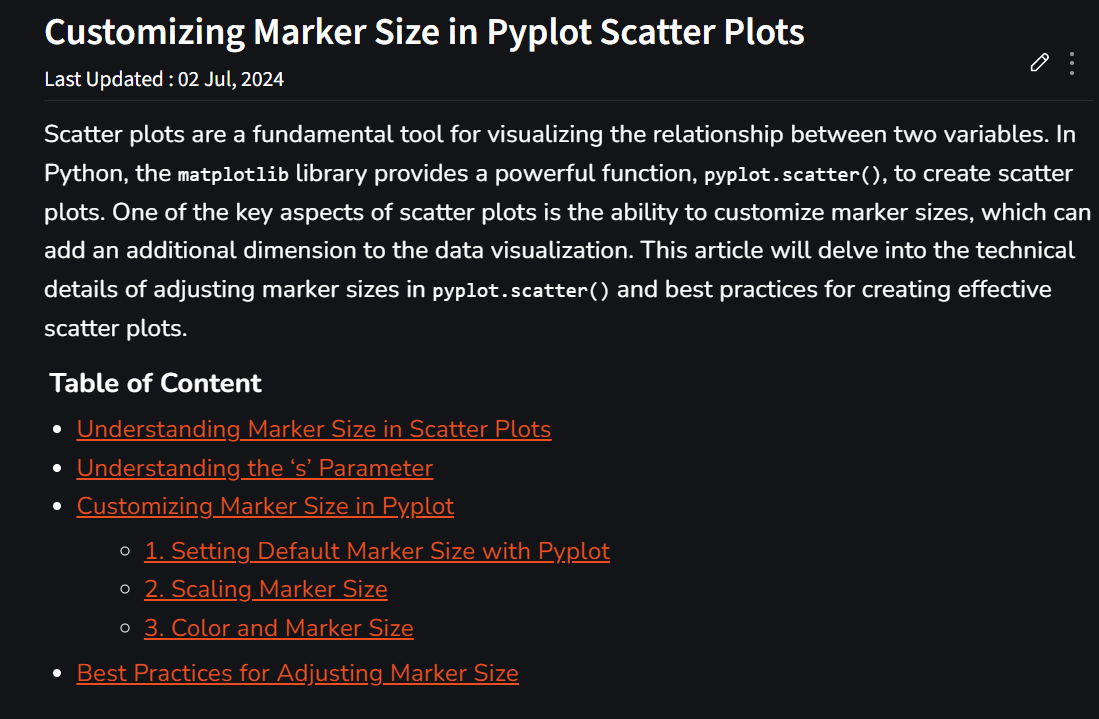 Customizing Marker Size in Pyplot Scatter Plots
Last Updated : 02 Jul, 2024
Scatter plots are a fundamental tool for visualizing the relationship between two variables. In
Python, the matplotlib library provides a powerful function, pyplot.scatter(), to create scatter
plots. One of the key aspects of scatter plots is the ability to customize marker sizes, which can
add an additional dimension to the data visualization. This article will delve into the technical
details of adjusting marker sizes in pyplot.scatter() and best practices for creating effective
scatter plots.
Table of Content
Understanding Marker Size in Scatter Plots
Understanding the ‘s’ Parameter
Customizing Marker Size in Pyplot
1. Setting Default Marker Size with Pyplot
2. Scaling Marker Size
3. Color and Marker Size
Best Practices for Adjusting Marker Size